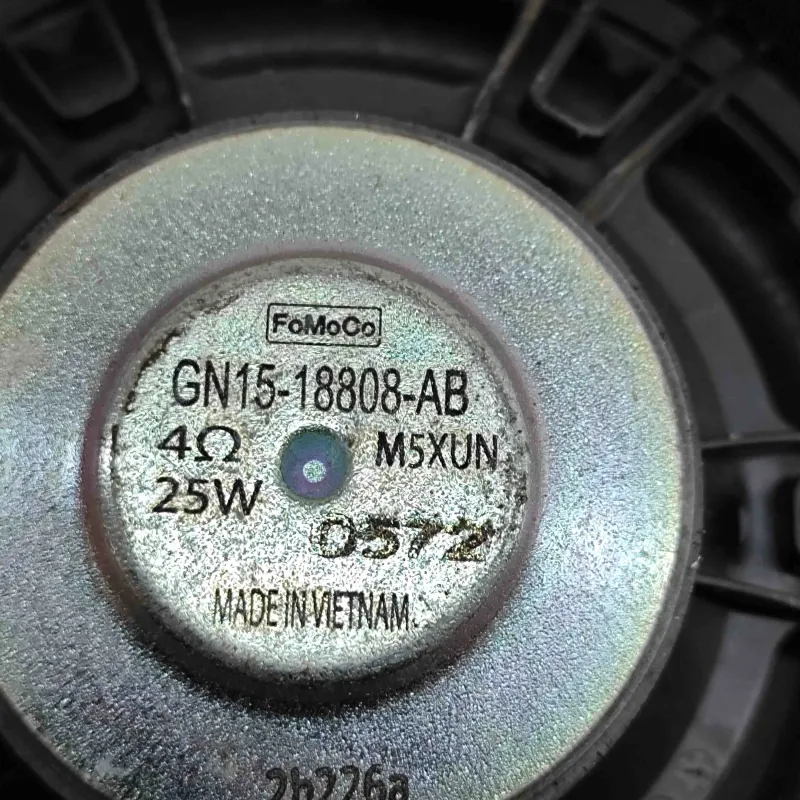 FoMoCo
GN15-18808-AB
4Ω M5XUN
25W
0572
MADE IN VIETNAM
2b226a